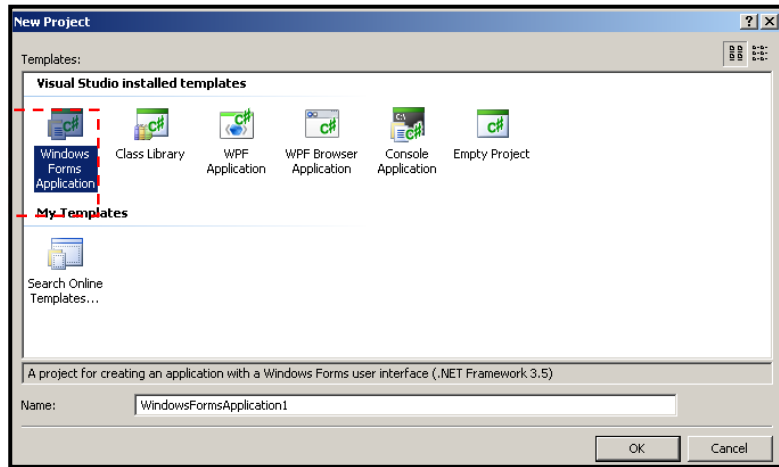 New Project
Templates:
Visual Studio installed templates
Windows Forms Application
Class Library
WPF Application
WPF Browser Application
Console Application
Empty Project
My Templates
Search Online Templates...
A project for creating an application with a Windows Forms user interface (.NET Framework 3.5)
Name:
WindowsFormsApplication1
OK
Cancel